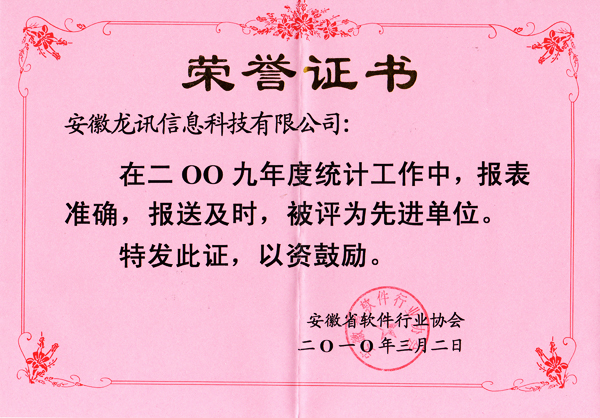 荣誉证书
安徽龙讯信息科技有限公司:
在二OO九年度统计工作中,报表
准确,报送及时,被评为先进单位。
特发此证,以资鼓励。
安徽省软件行业协会
二O一O年三月二日